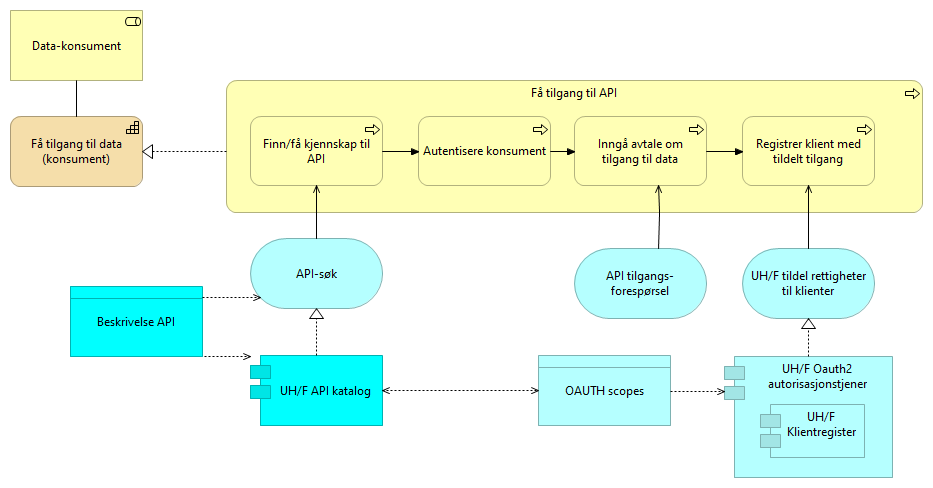 Data-konsument
Få tilgang til data
(konsument)
Få tilgang til API
Finn/få kjennskap til
API
Autentisere konsument
Inngå avtale om
tilgang til data
Registrer klient med
tildelt tilgang
API-søk
API tilgangs-
forespørsel
UH/F tildel rettigheter
til klienter
Beskrivelse API
UH/F API katalog
OAUTH scopes
UH/F Oauth2
autorisasjonstjener
UH/F
Klientregister